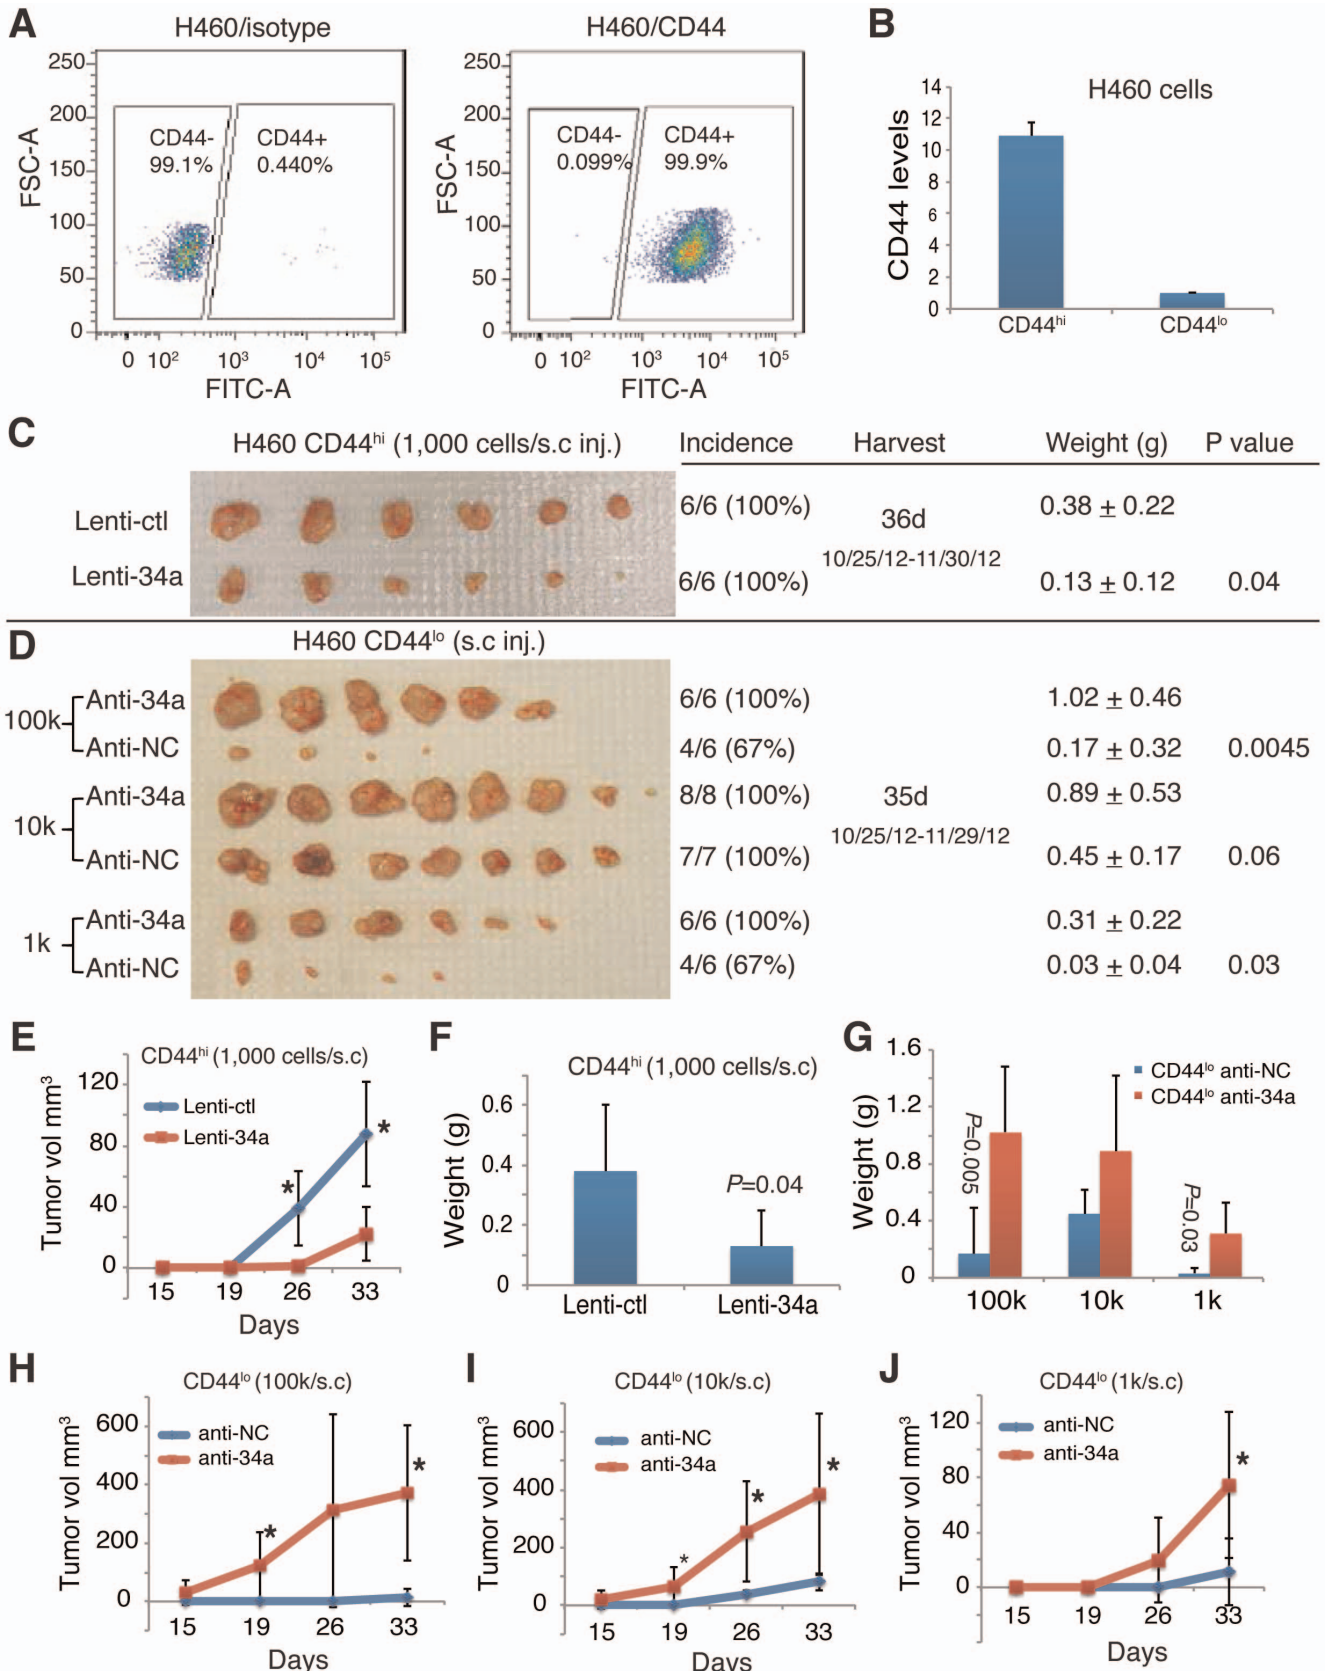 A
H460/isotype
H460/CD44
250
200
150
100
50
0
FSC-A
CD44-
99.1%
CD44+
0.440%
0 10² 10³ 10⁴ 10⁵
FITC-A
250
200
150
100
50
0
FSC-A
CD44-
0.099%
CD44+
99.9%
0 10² 10³ 10⁴ 10⁵
FITC-A
B
H460 cells
CD44 levels
14
12
10
8
6
4
2
0
CD44ʰⁱ CD44ˡᵒ
C
H460 CD44ʰⁱ (1,000 cells/s.c inj.)
Incidence Harvest Weight (g) P value
Lenti-ctl 6/6 (100%) 0.38 ± 0.22
36d
10/25/12-11/30/12
Lenti-34a 6/6 (100%) 0.13 ± 0.12 0.04
D
H460 CD44ˡᵒ (s.c inj.)
100k
Anti-34a 6/6 (100%) 1.02 ± 0.46
Anti-NC 4/6 (67%) 0.17 ± 0.32 0.0045
10k
Anti-34a 8/8 (100%) 35d 0.89 ± 0.53
10/25/12-11/29/12
Anti-NC 7/7 (100%) 0.45 ± 0.17 0.06
1k
Anti-34a 6/6 (100%) 0.31 ± 0.22
Anti-NC 4/6 (67%) 0.03 ± 0.04 0.03
E
CD44ʰⁱ (1,000 cells/s.c)
Tumor vol mm³
120
80
40
0
Lenti-ctl
Lenti-34a
*
*
15 19 26 33
Days
F
CD44ʰⁱ (1,000 cells/s.c)
Weight (g)
0.6
0.4
0.2
0
P=0.04
Lenti-ctl Lenti-34a
G
Weight (g)
1.6
1.2
0.8
0.4
0
CD44ˡᵒ anti-NC
CD44ˡᵒ anti-34a
P=0.005
P=0.03
100k 10k 1k
H
CD44ˡᵒ (100k/s.c)
Tumor vol mm³
600
400
200
0
anti-NC
anti-34a
*
*
15 19 26 33
Days
I
CD44ˡᵒ (10k/s.c)
Tumor vol mm³
600
400
200
0
anti-NC
anti-34a
*
*
*
15 19 26 33
Days
J
CD44ˡᵒ (1k/s.c)
Tumor vol mm³
120
80
40
0
anti-NC
anti-34a
*
15 19 26 33
Days